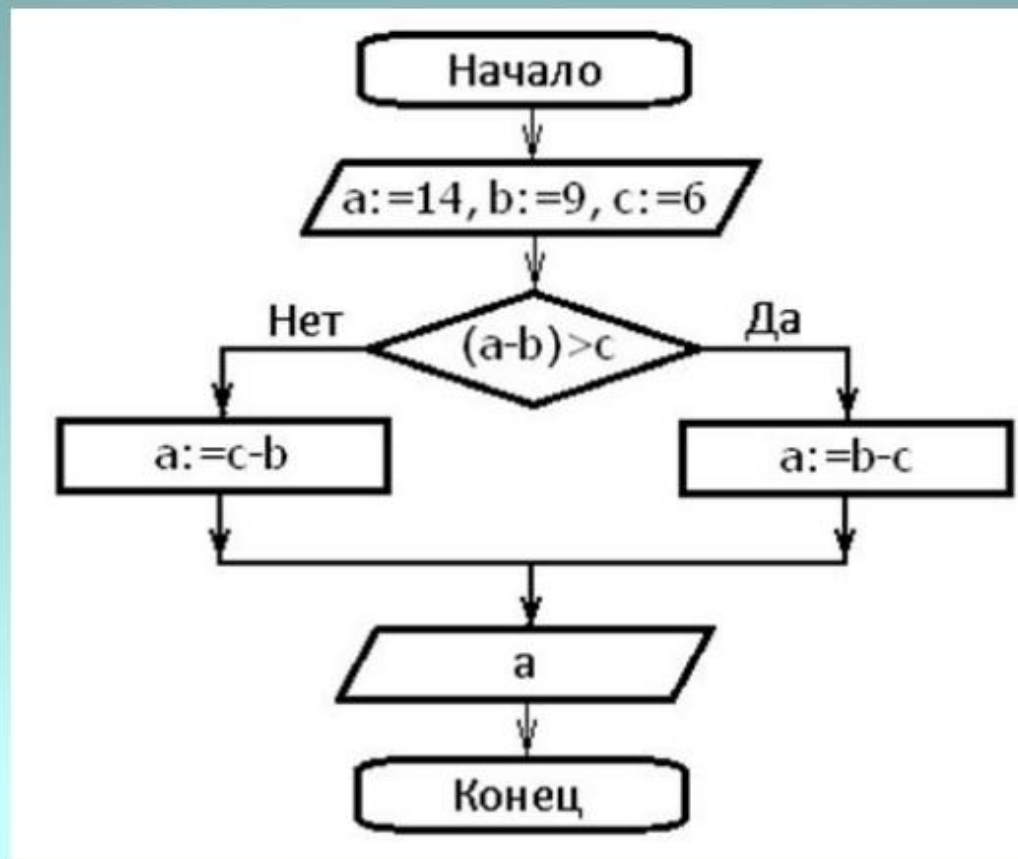 Начало
a:=14, b:=9, c:=6
Нет
(a-b)>c
Да
a:=c-b
a:=b-c
a
Конец